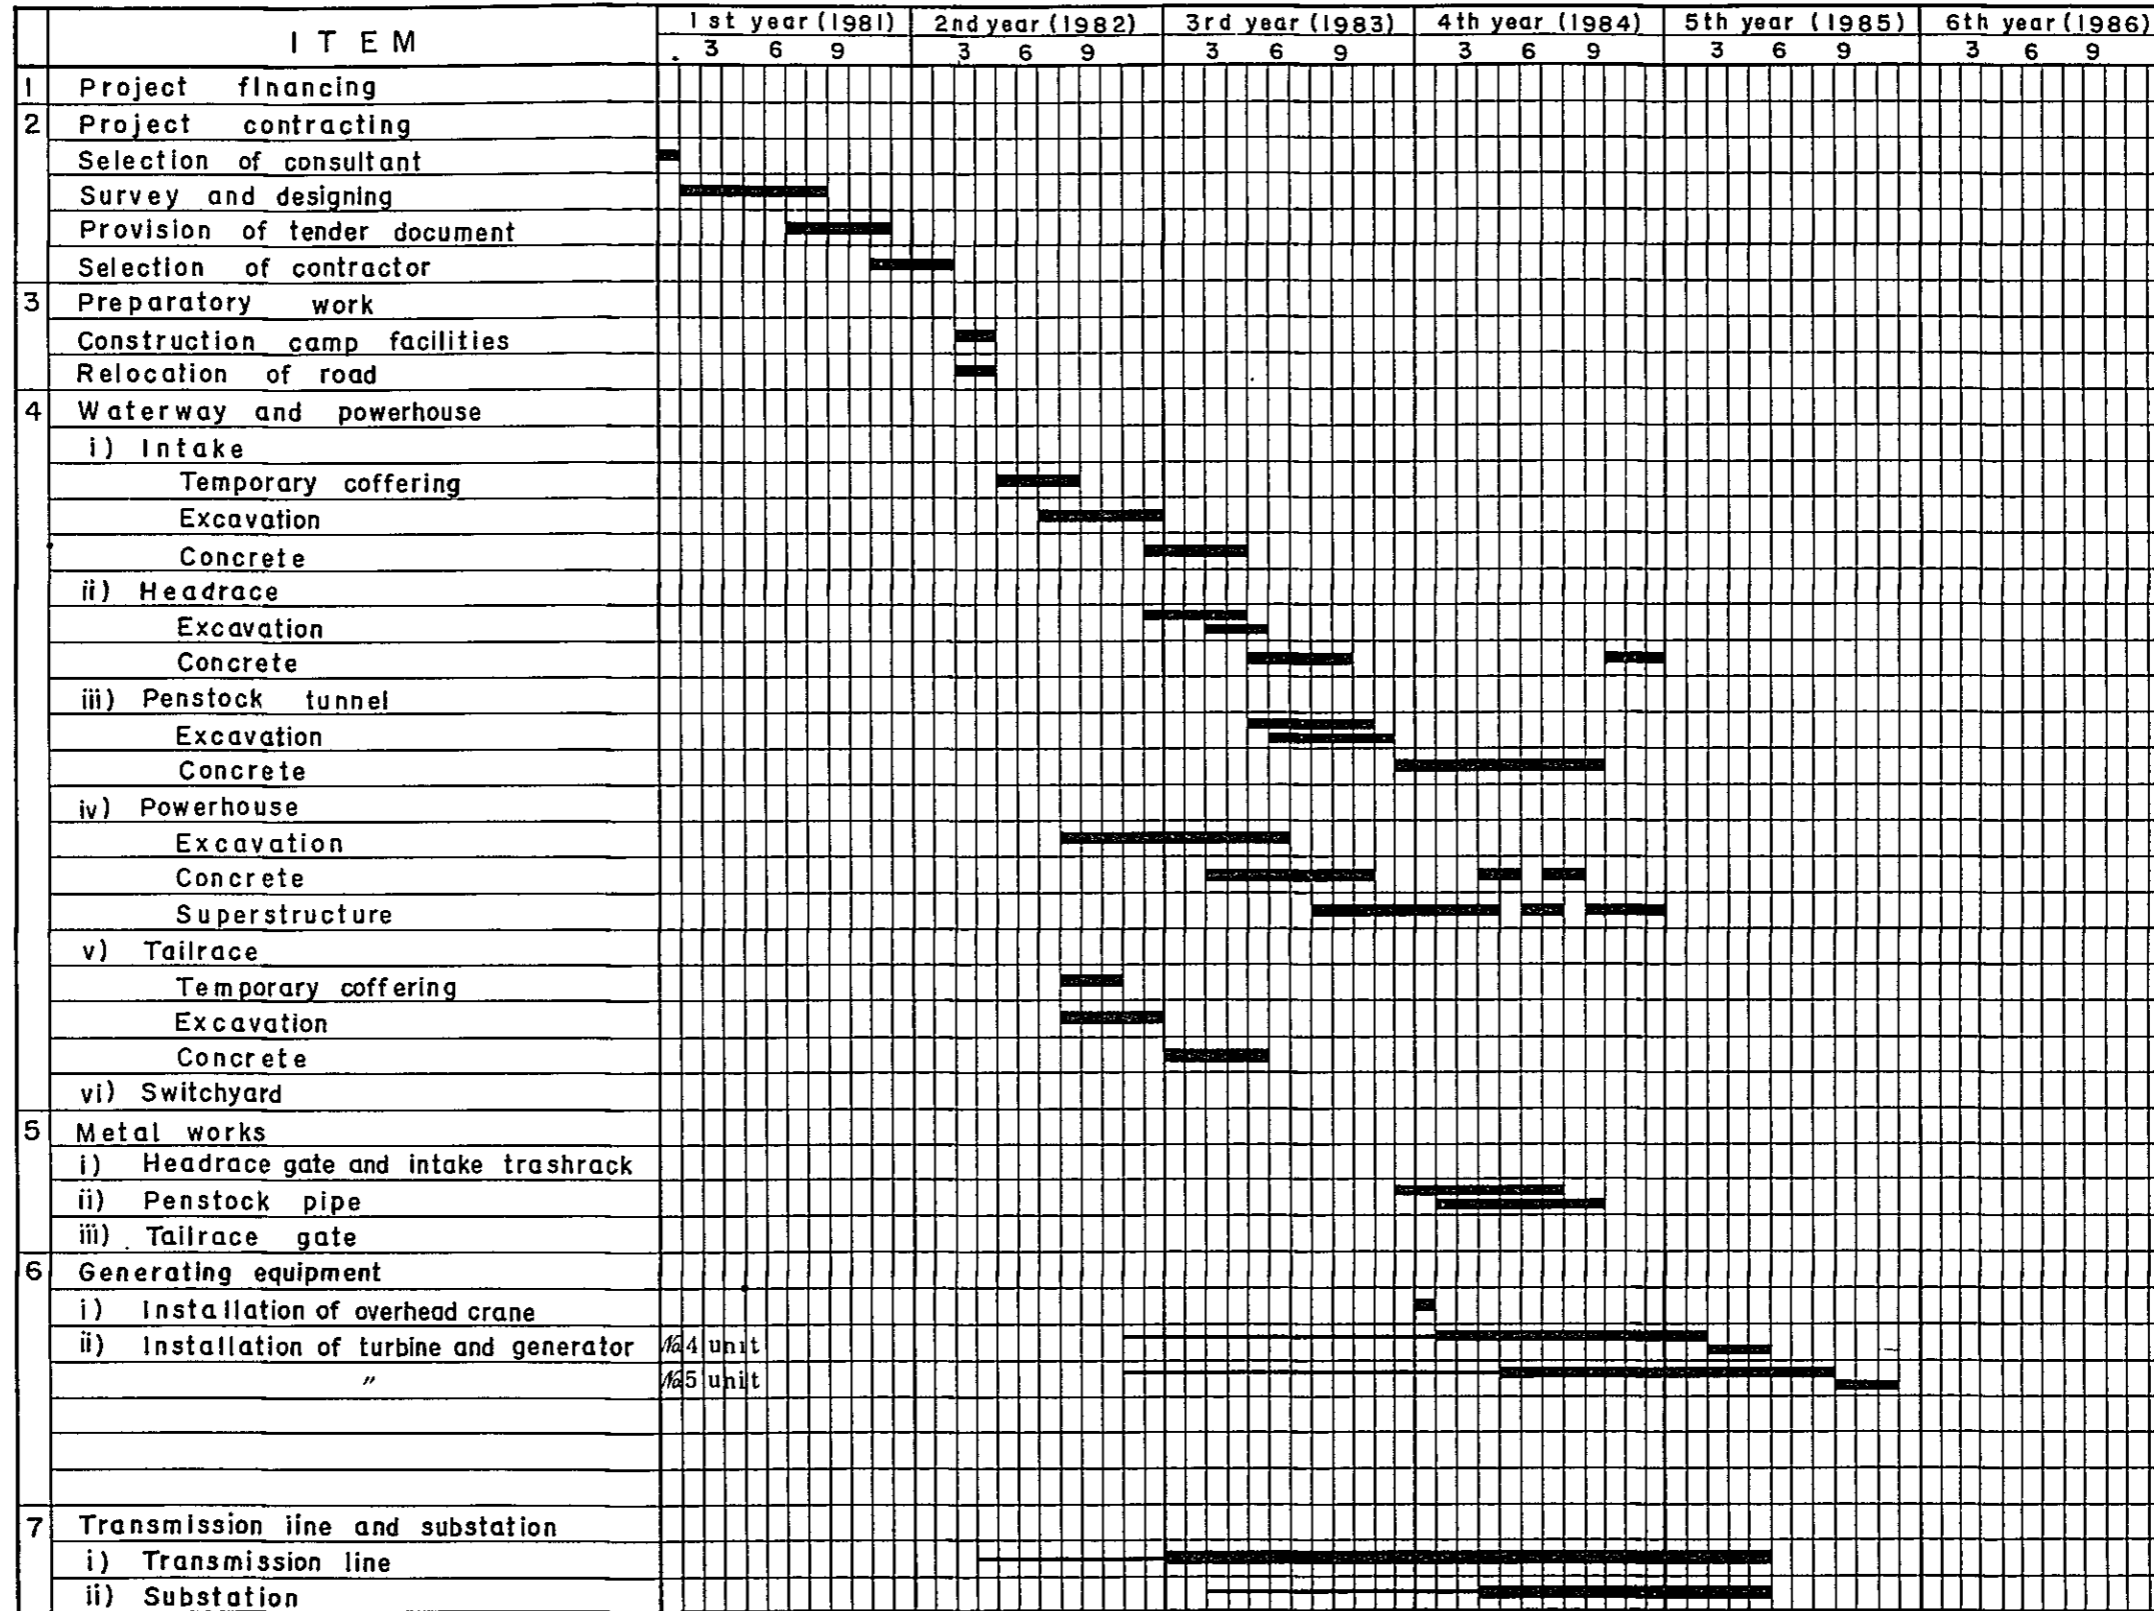 ITEM
1st year (1981) 2nd year (1982) 3rd year (1983) 4th year (1984) 5th year (1985) 6th year (1986)
3 6 9 3 6 9 3 6 9 3 6 9 3 6 9 3 6 9
1 Project financing
2 Project contracting
Selection of consultant
Survey and designing
Provision of tender document
Selection of contractor
3 Preparatory work
Construction camp facilities
Relocation of road
4 Waterway and powerhouse
i) Intake
Temporary coffering
Excavation
Concrete
ii) Headrace
Excavation
Concrete
iii) Penstock tunnel
Excavation
Concrete
iv) Powerhouse
Excavation
Concrete
Superstructure
v) Tailrace
Temporary coffering
Excavation
Concrete
vi) Switchyard
5 Metal works
i) Headrace gate and intake trashrack
ii) Penstock pipe
iii) Tailrace gate
6 Generating equipment
i) Installation of overhead crane
ii) Installation of turbine and generator № 4 unit
〃 № 5 unit
7 Transmission line and substation
i) Transmission line
ii) Substation